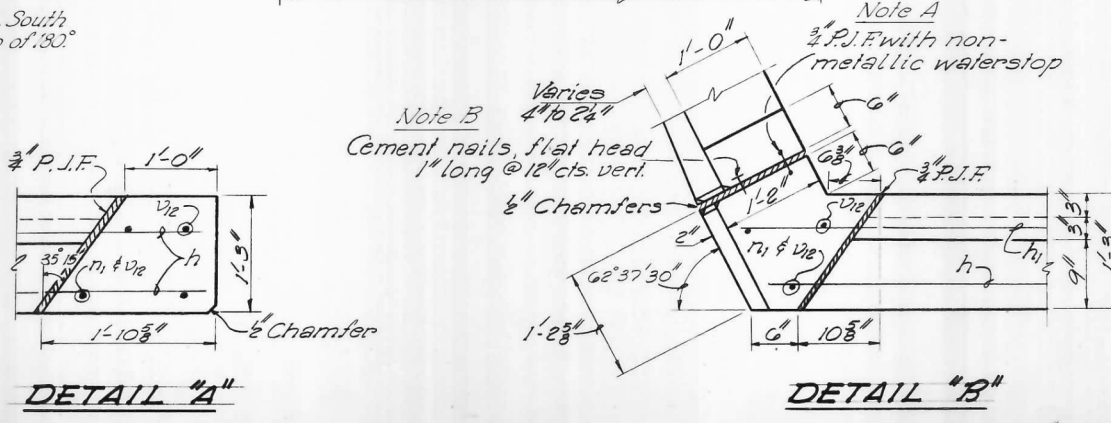 South
of 180°
3/4" P.J.F.
1'-0"
v12
35° 15'
n1 & v12
h
1'-3"
1'-10 5/8"
1/2" Chamfer
DETAIL "A"
Note A
3/4" P.J.F. with non-
metallic waterstop
1'-0"
Varies
4" to 2 1/4"
Note B
Cement nails, flat head
1" long @ 12" cts. vert.
1/2" Chamfers
6"
6"
6 3/8"
3/4" P.J.F.
1'-2"
v12
2"
n1 & v12
62° 37' 30"
1'-2 5/8"
6"
10 5/8"
h1
h
3"
3"
9"
1'-3"
DETAIL "B"